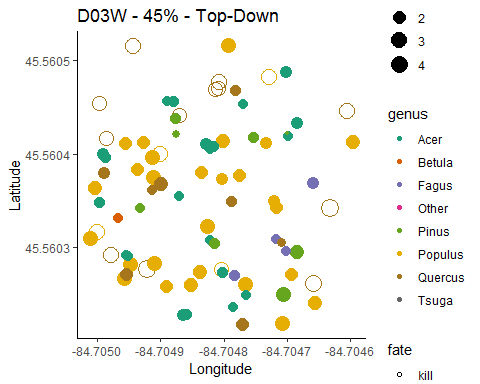 D03W - 45% - Top-Down
45.5605
45.5604
45.5603
Latitude
-84.7050
-84.7049
-84.7048
-84.7047
-84.7046
Longitude
2
3
4
genus
Acer
Betula
Fagus
Other
Pinus
Populus
Quercus
Tsuga
fate
kill